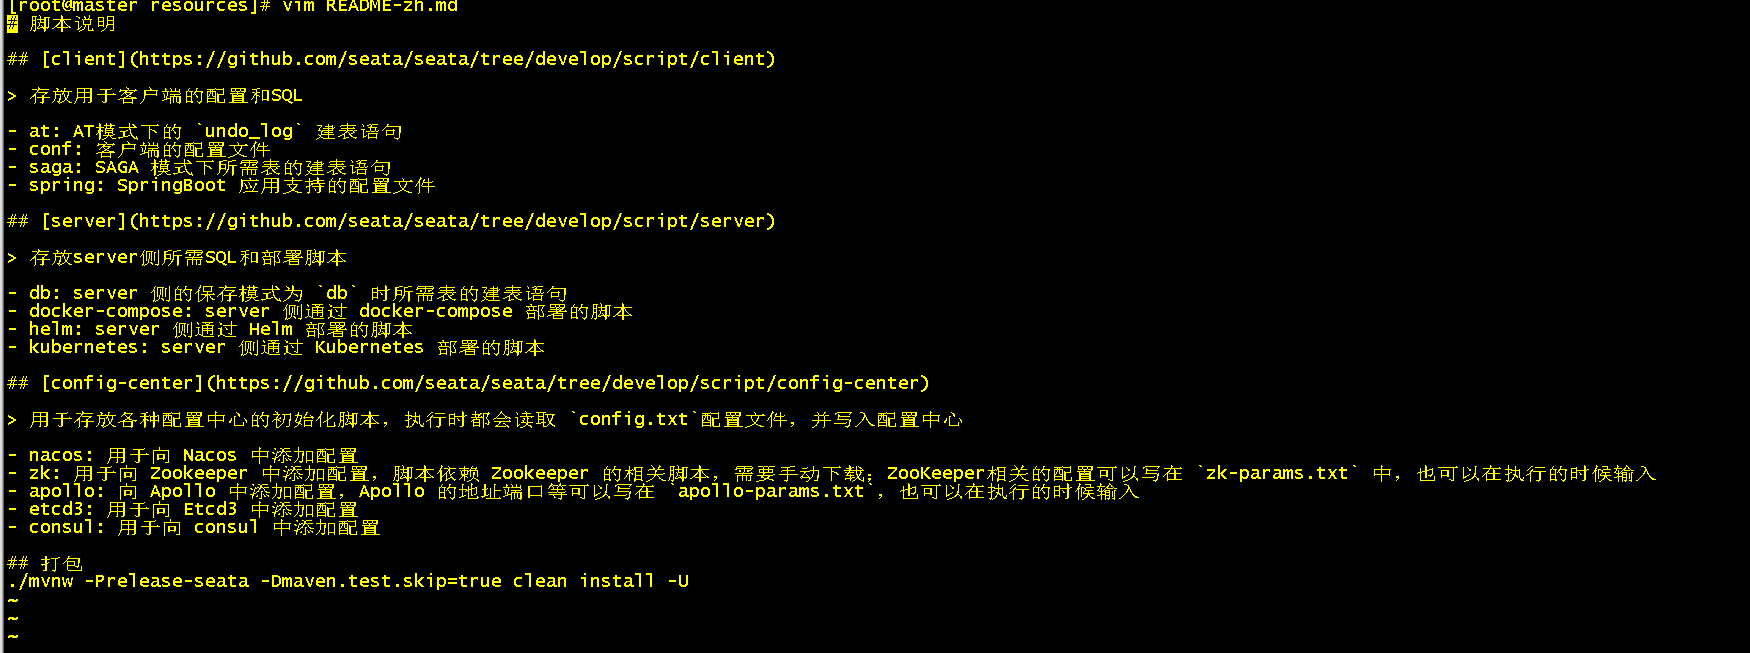 [root@master resources]# vim README-zh.md
# 脚本说明
## [client](https://github.com/seata/seata/tree/develop/script/client)
> 存放用于客户端的配置和SQL
- at: AT模式下的 `undo_log` 建表语句
- conf: 客户端的配置文件
- saga: SAGA 模式下所需表的建表语句
- spring: SpringBoot 应用支持的配置文件
## [server](https://github.com/seata/seata/tree/develop/script/server)
> 存放server侧所需SQL和部署脚本
- db: server 侧的保存模式为 `db` 时所需表的建表语句
- docker-compose: server 侧通过 docker-compose 部署的脚本
- helm: server 侧通过 Helm 部署的脚本
- kubernetes: server 侧通过 Kubernetes 部署的脚本
## [config-center](https://github.com/seata/seata/tree/develop/script/config-center)
> 用于存放各种配置中心的初始化脚本，执行时都会读取 `config.txt`配置文件，并写入配置中心
- nacos: 用于向 Nacos 中添加配置
- zk: 用于向 Zookeeper 中添加配置，脚本依赖 Zookeeper 的相关脚本，需要手动下载；ZooKeeper相关的配置可以写在 `zk-params.txt` 中，也可以在执行的时候输入
- apollo: 向 Apollo 中添加配置，Apollo 的地址端口等可以写在 `apollo-params.txt`，也可以在执行的时候输入
- etcd3: 用于向 Etcd3 中添加配置
- consul: 用于向 consul 中添加配置
## 打包
./mvnw -Prelease-seata -Dmaven.test.skip=true clean install -U
~
~
~